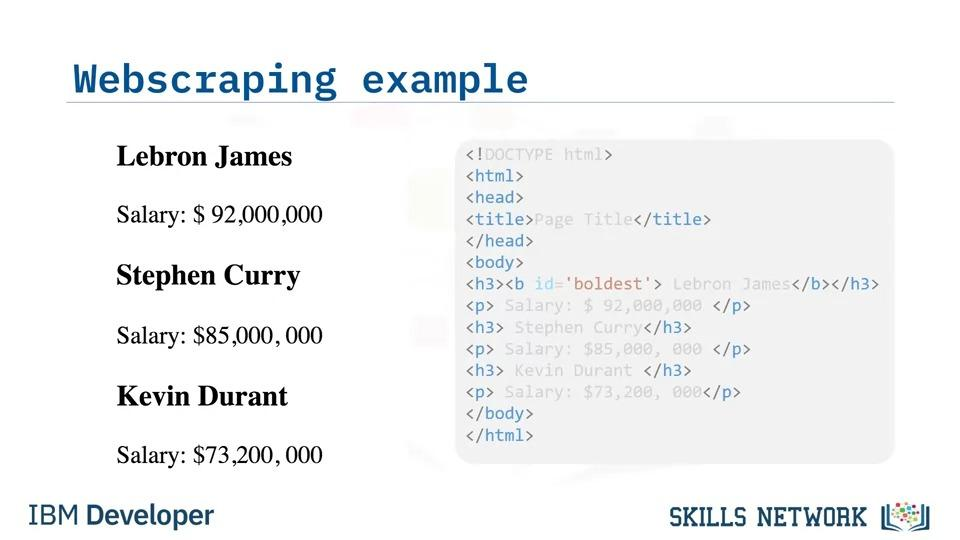 Webscraping example
Lebron James
Salary: $ 92,000,000
Stephen Curry
Salary: $85,000, 000
Kevin Durant
Salary: $73,200, 000
<!DOCTYPE html>
<html>
<head>
<title>Page Title</title>
</head>
<body>
<h3><b id='boldest'> Lebron James</b></h3>
<p> Salary: $ 92,000,000 </p>
<h3> Stephen Curry</h3>
<p> Salary: $85,000, 000 </p>
<h3> Kevin Durant </h3>
<p> Salary: $73,200, 000</p>
</body>
</html>
IBM Developer
SKILLS NETWORK